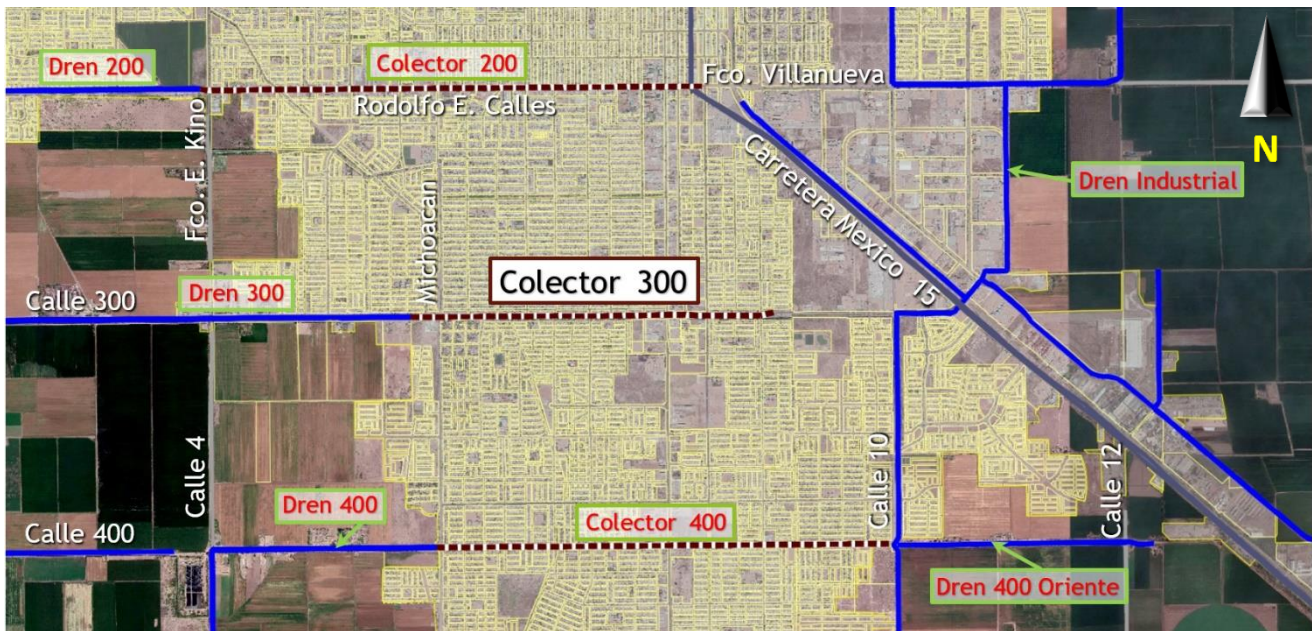 Dren 200
Colector 200
Fco. Villanueva
Rodolfo E. Calles
Fco. E. Kino
N
Carretera Mexico 15
Dren Industrial
Michoacan
Colector 300
Dren 300
Calle 300
Calle 4
Calle 10
Calle 12
Dren 400
Colector 400
Calle 400
Dren 400 Oriente